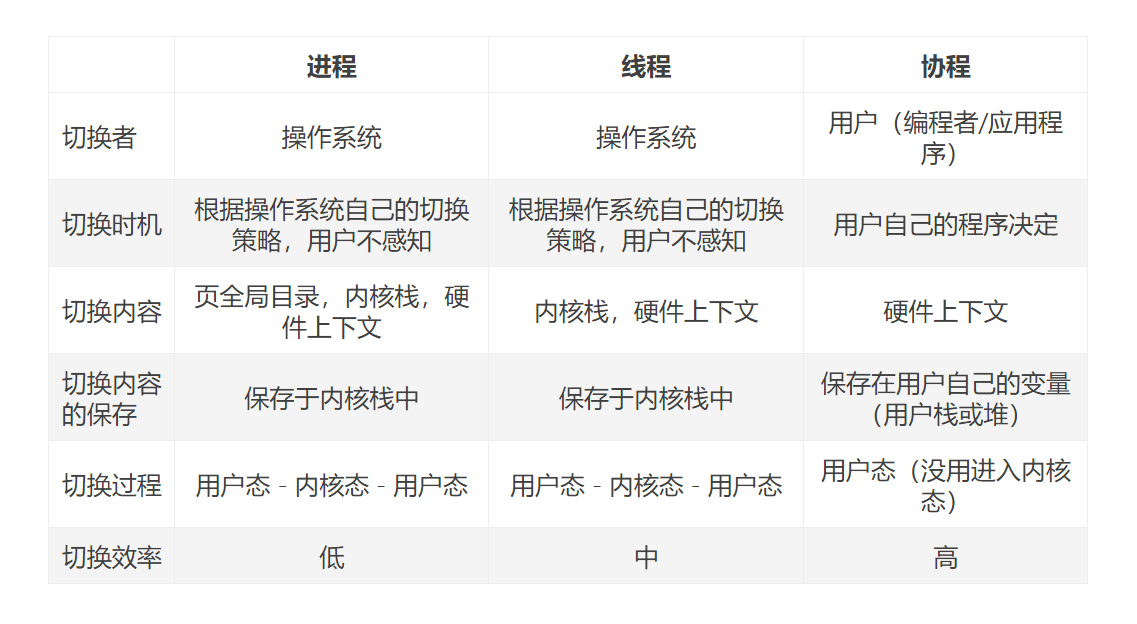 进程 线程 协程
切换者 操作系统 操作系统 用户（编程者/应用程
序）
切换时机 根据操作系统自己的切换
策略，用户不感知 根据操作系统自己的切换
策略，用户不感知 用户自己的程序决定
切换内容 页全局目录，内核栈，硬
件上下文 内核栈，硬件上下文 硬件上下文
切换内容
的保存 保存于内核栈中 保存于内核栈中 保存在用户自己的变量
（用户栈或堆）
切换过程 用户态 - 内核态 - 用户态 用户态 - 内核态 - 用户态 用户态（没用进入内核
态）
切换效率 低 中 高